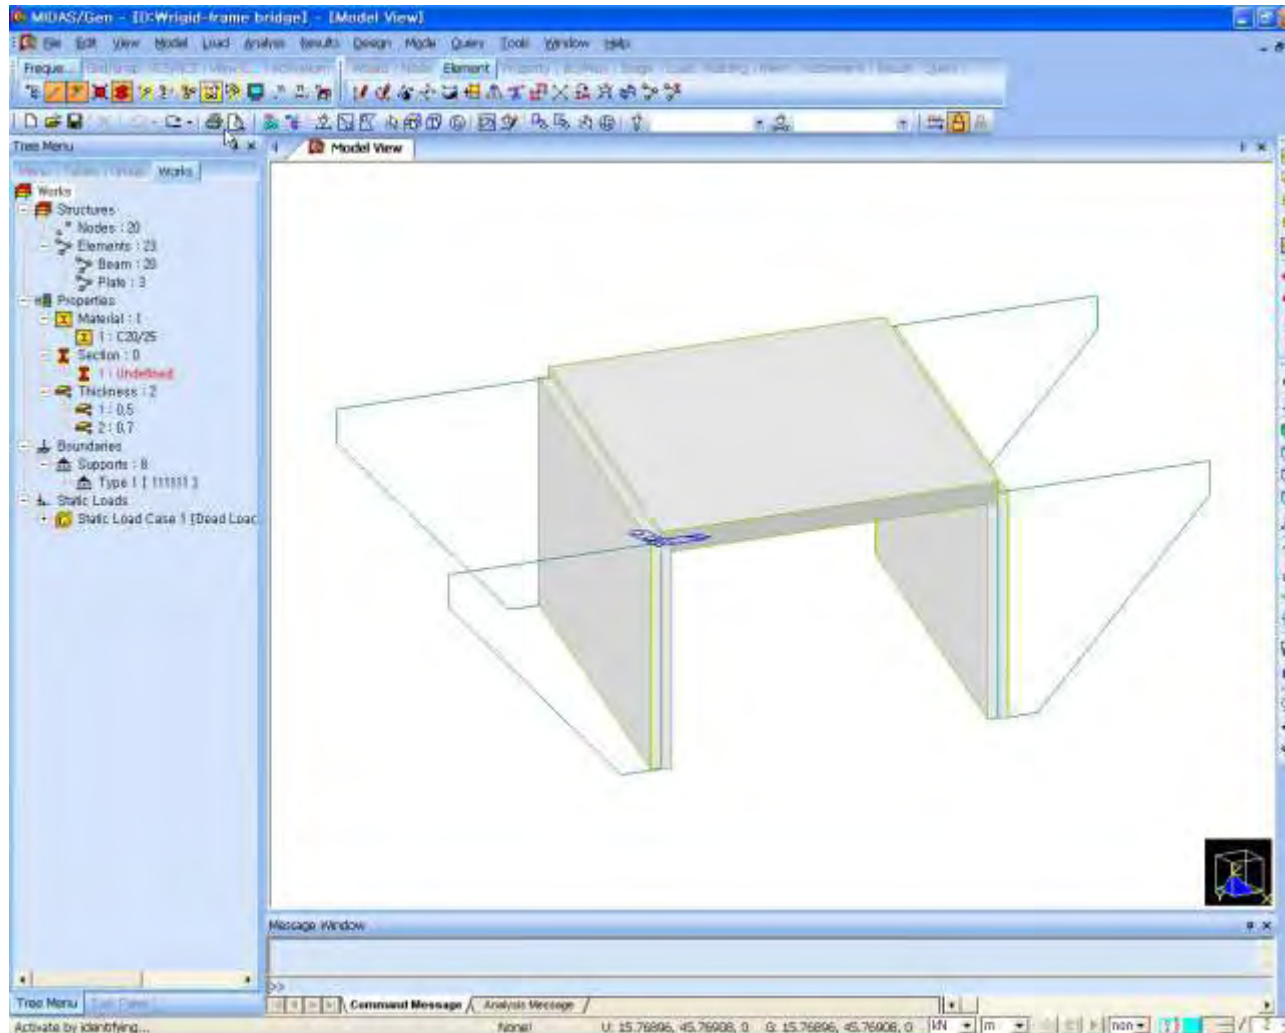 MIDAS/Gen - [D:\rigid-frame bridge] - [Model View]
File Edit View Model Load Analysis Results Design Mode Query Tools Window Help
Freque... Element
Tree Menu
Model View
Works
Works
Structures
Nodes : 20
Elements : 23
Beam : 20
Plate : 3
Properties
Material : 1
1 : C20/25
Section : 0
1 : Undefined
Thickness : 2
1 : 0.5
2 : 0.7
Boundaries
Supports : 8
Type 1 [ 111111 ]
Static Loads
Static Load Case 1 [Dead Loac
Message Window
>>
Tree Menu
Command Message
Analysis Message
Activate by identifying...
None!
U: 15.76896, 45.76908, 0
G: 15.76896, 45.76908, 0
kN
m
non
?